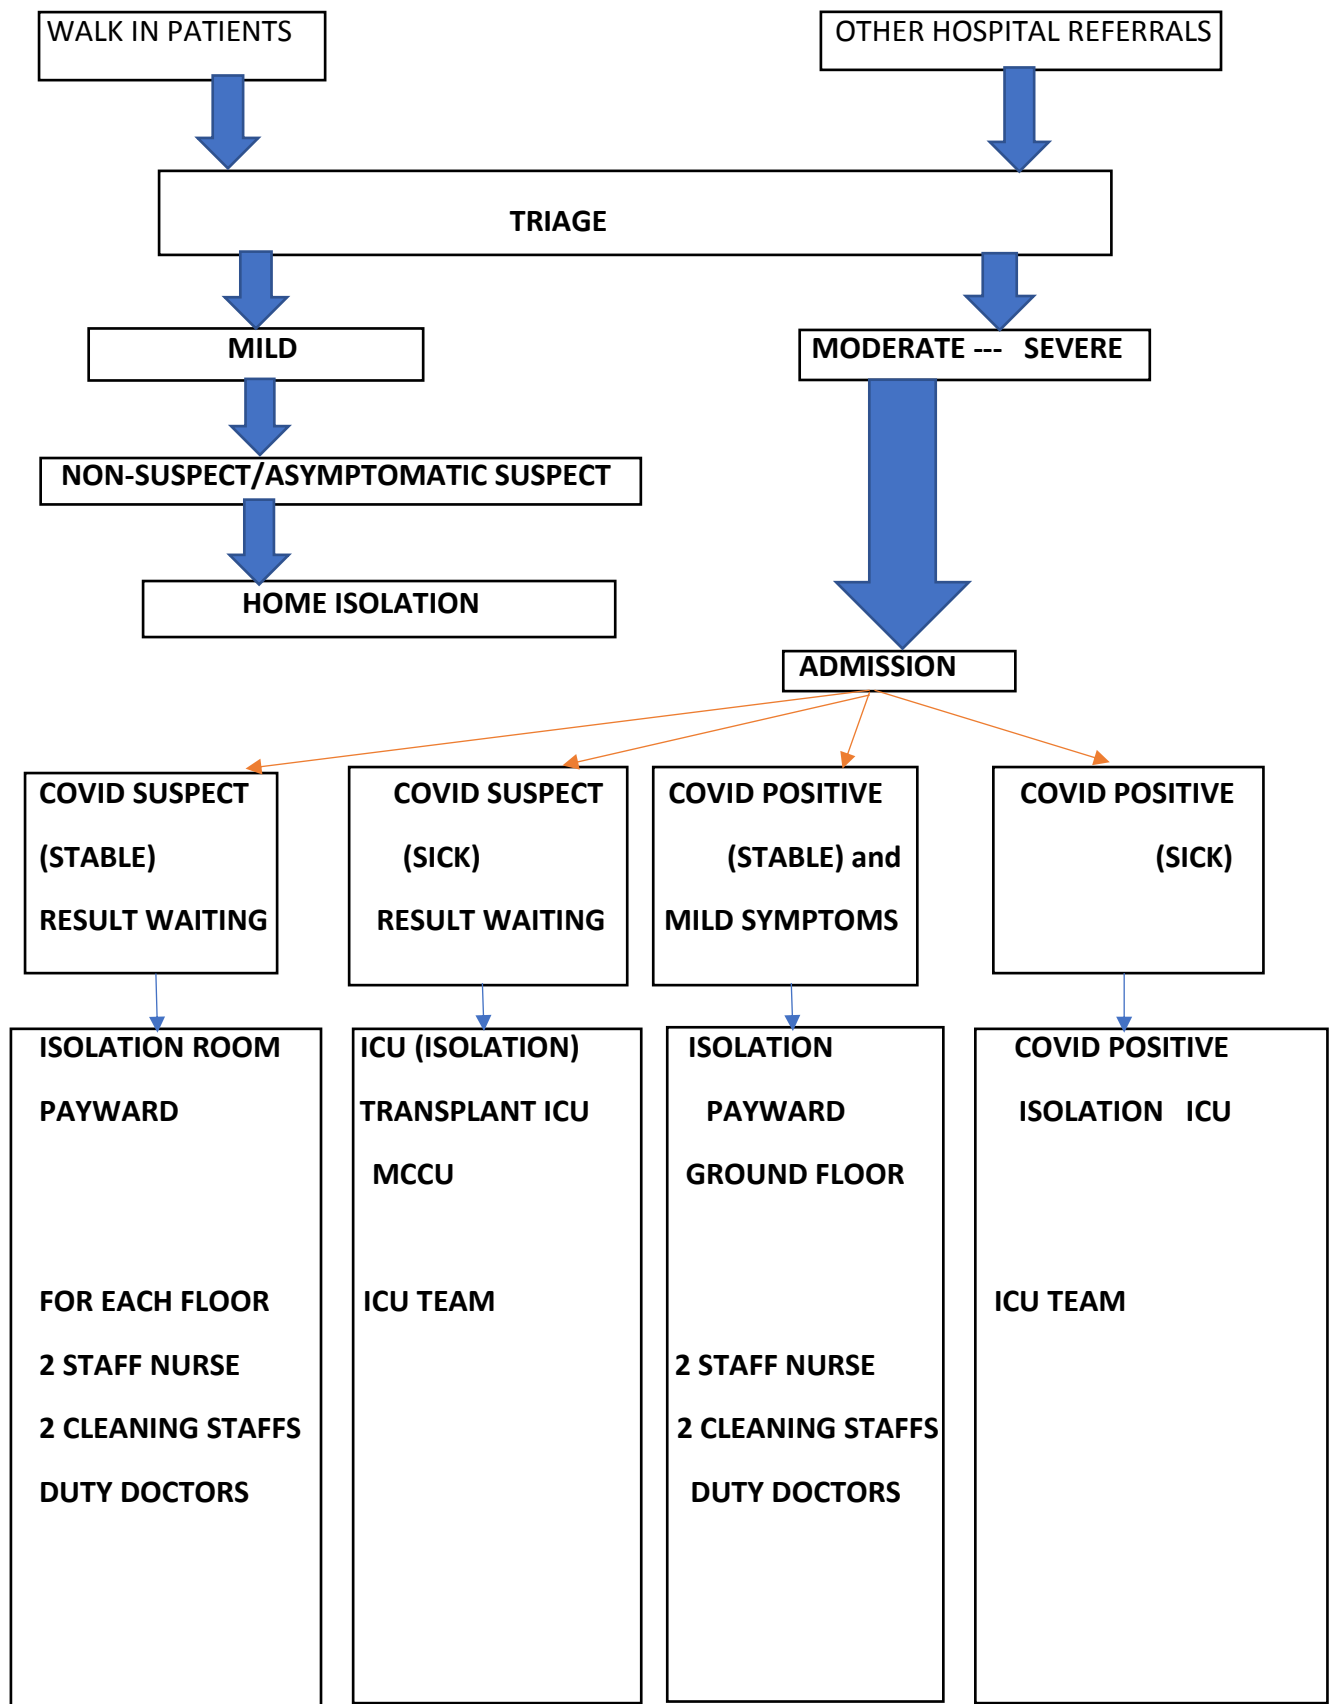 WALK IN PATIENTS
OTHER HOSPITAL REFERRALS
TRIAGE
MILD
MODERATE --- SEVERE
NON-SUSPECT/ASYMPTOMATIC SUSPECT
HOME ISOLATION
ADMISSION
COVID SUSPECT
(STABLE)
RESULT WAITING
COVID SUSPECT
(SICK)
RESULT WAITING
COVID POSITIVE
(STABLE) and
MILD SYMPTOMS
COVID POSITIVE
(SICK)
ISOLATION ROOM
PAYWARD
FOR EACH FLOOR
2 STAFF NURSE
2 CLEANING STAFFS
DUTY DOCTORS
ICU (ISOLATION)
TRANSPLANT ICU
MCCU
ICU TEAM
ISOLATION
PAYWARD
GROUND FLOOR
2 STAFF NURSE
2 CLEANING STAFFS
DUTY DOCTORS
COVID POSITIVE
ISOLATION ICU
ICU TEAM